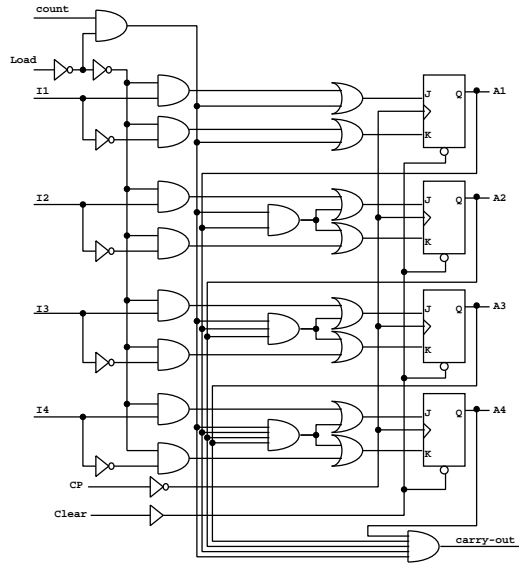 count
Load
I1
J Q A1
K
I2
J Q A2
K
I3
J Q A3
K
I4
J Q A4
K
CP
Clear
carry-out